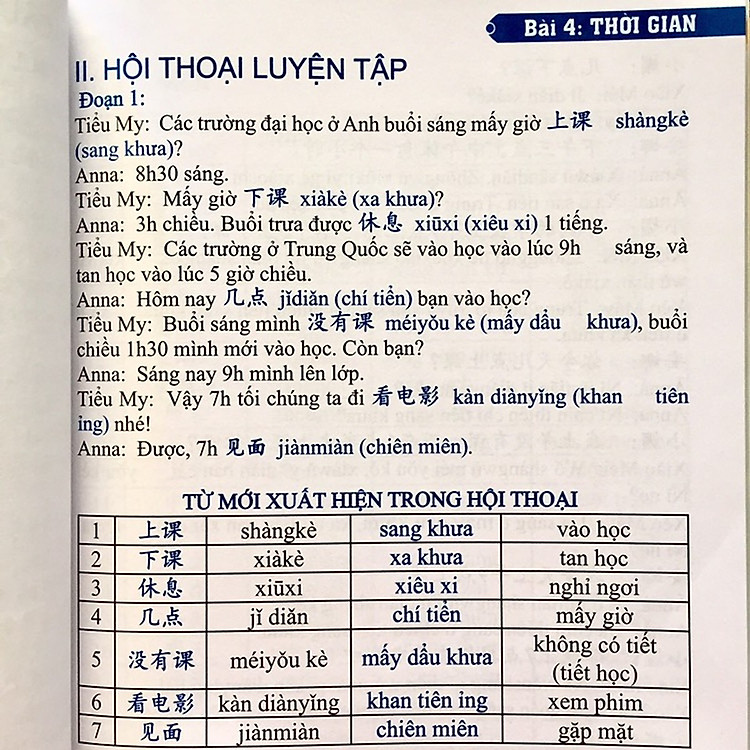 Bài 4: THỜI GIAN
II. HỘI THOẠI LUYỆN TẬP
Đoạn 1:
Tiểu My: Các trường đại học ở Anh buổi sáng mấy giờ 上课 shàngkè
(sang khưa)?
Anna: 8h30 sáng.
Tiểu My: Mấy giờ 下课 xiàkè (xa khưa)?
Anna: 3h chiều. Buổi trưa được 休息 xiūxi (xiêu xi) 1 tiếng.
Tiểu My: Các trường ở Trung Quốc sẽ vào học vào lúc 9h sáng, và
tan học vào lúc 5 giờ chiều.
Anna: Hôm nay 几点 jǐdiǎn (chí tiển) bạn vào học?
Tiểu My: Buổi sáng mình 没有课 méiyǒu kè (mấy dẩu khưa), buổi
chiều 1h30 mình mới vào học. Còn bạn?
Anna: Sáng nay 9h mình lên lớp.
Tiểu My: Vậy 7h tối chúng ta đi 看电影 kàn diànyǐng (khan tiên
ỉng) nhé!
Anna: Được, 7h 见面 jiànmiàn (chiên miên).
TỪ MỚI XUẤT HIỆN TRONG HỘI THOẠI
1 上课 shàngkè sang khưa vào học
2 下课 xiàkè xa khưa tan học
3 休息 xiūxi xiêu xi nghỉ ngơi
4 几点 jǐ diǎn chí tiển mấy giờ
5 没有课 méiyǒu kè mấy dẩu khưa không có tiết
(tiết học)
6 看电影 kàn diànyǐng khan tiên ỉng xem phim
7 见面 jiànmiàn chiên miên gặp mặt